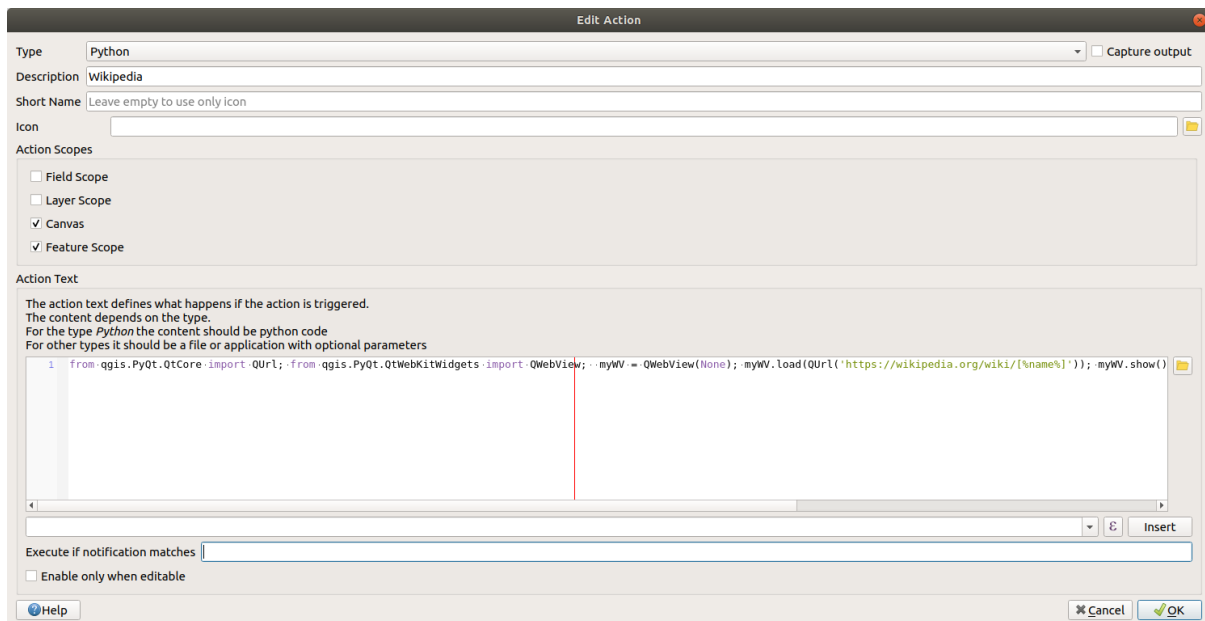 Edit Action
Type Python Capture output
Description Wikipedia
Short Name Leave empty to use only icon
Icon
Action Scopes
Field Scope
Layer Scope
Canvas
Feature Scope
Action Text
The action text defines what happens if the action is triggered.
The content depends on the type.
For the type Python the content should be python code
For other types it should be a file or application with optional parameters
1 from qgis.PyQt.QtCore import QUrl; from qgis.PyQt.QtWebKitWidgets import QWebView;  myWV = QWebView(None); myWV.load(QUrl('https://wikipedia.org/wiki/[%name%]')); myWV.show()
ε Insert
Execute if notification matches
Enable only when editable
Help Cancel OK